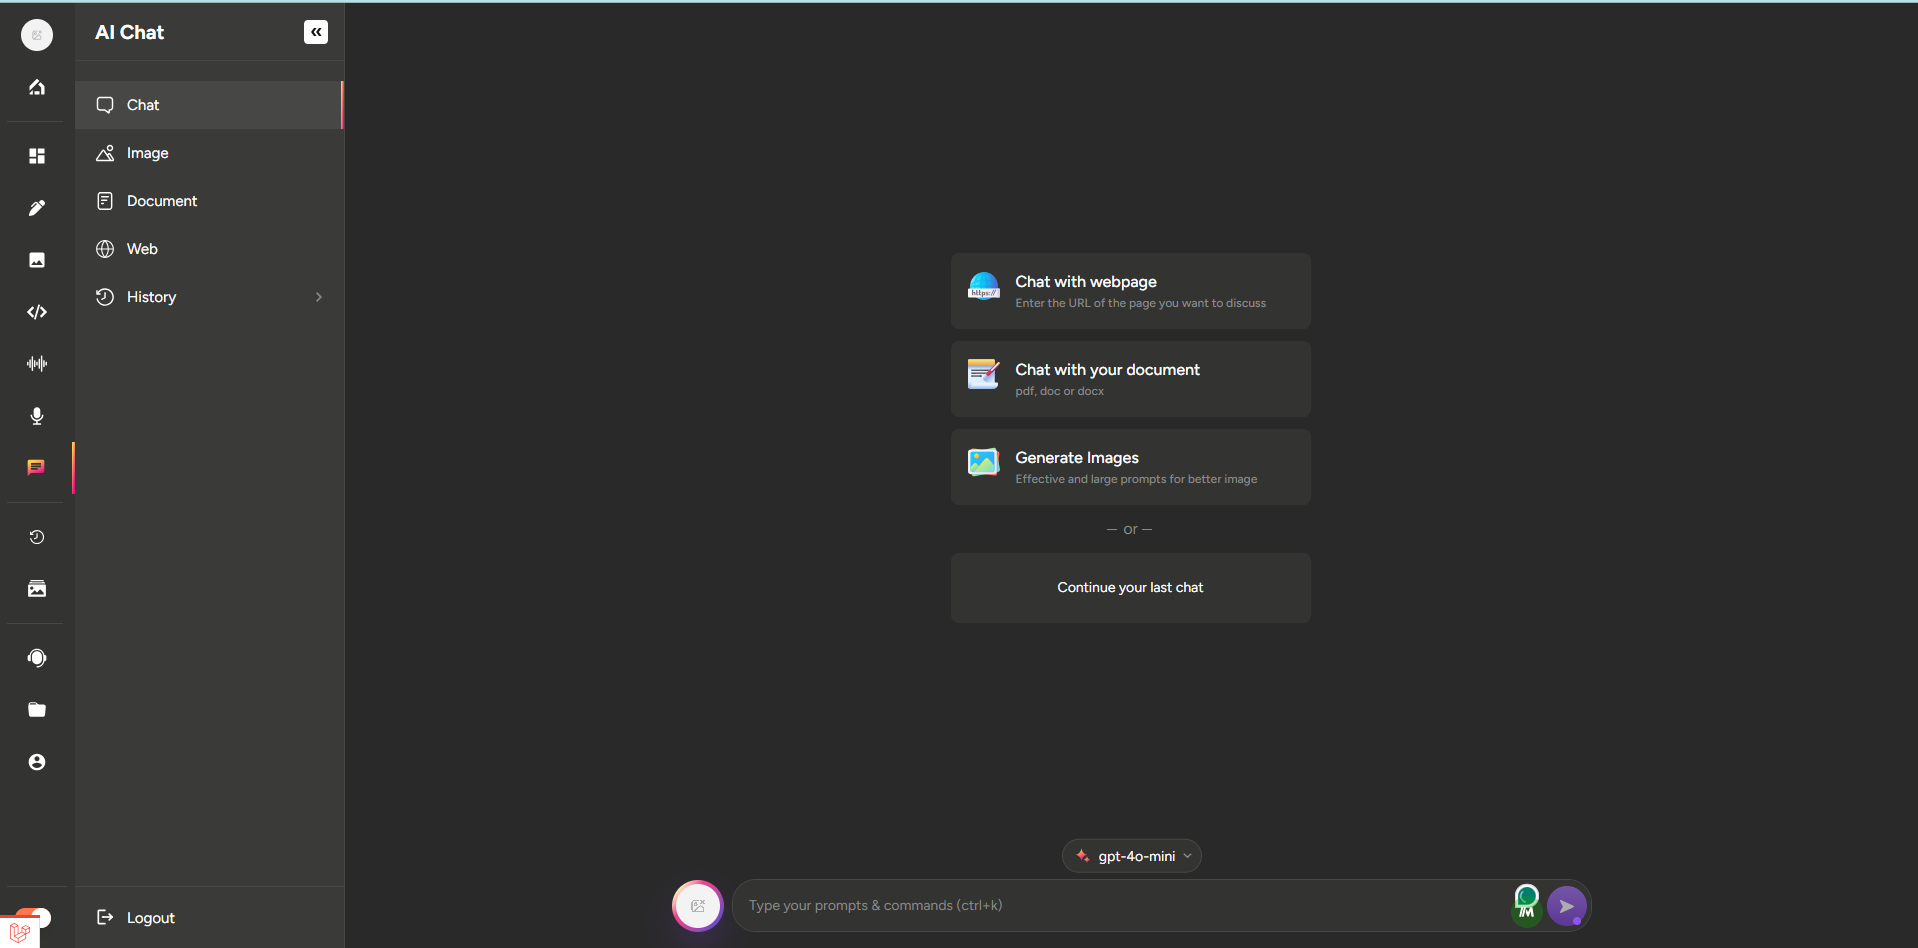 AI Chat
Chat
Image
Document
Web
History
Logout
https://
Chat with webpage
Enter the URL of the page you want to discuss
Chat with your document
pdf, doc or docx
Generate Images
Effective and large prompts for better image
— or —
Continue your last chat
gpt-4o-mini
Type your prompts & commands (ctrl+k)